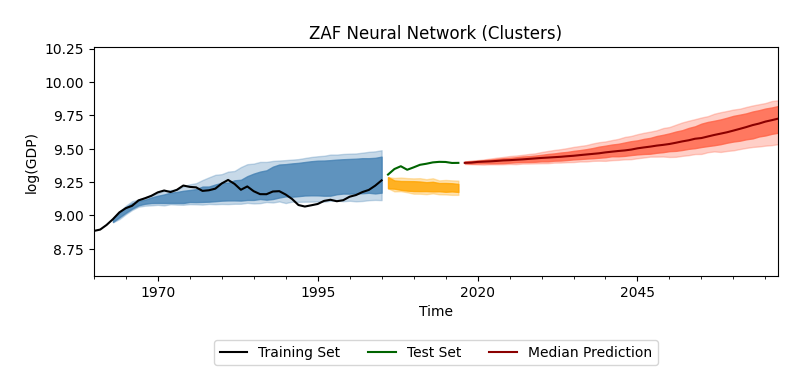 ZAF Neural Network (Clusters)
10.25
10.00
9.75
9.50
9.25
9.00
8.75
log(GDP)
1970 1995 2020 2045
Time
Training Set Test Set Median Prediction